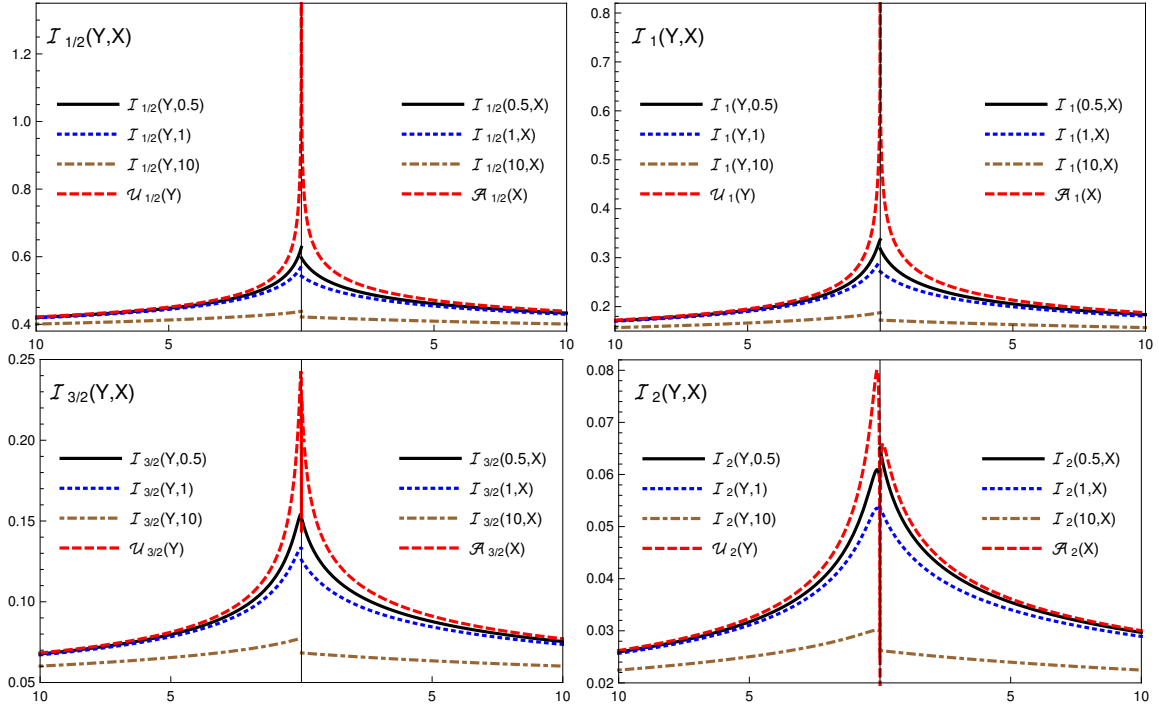 I 1/2(Y,X)
1.2
1.0
0.8
0.6
0.4
I 1/2(Y,0.5)
I 1/2(0.5,X)
I 1/2(Y,1)
I 1/2(1,X)
I 1/2(Y,10)
I 1/2(10,X)
U 1/2(Y)
A 1/2(X)
10
5
5
10
I 1(Y,X)
0.8
0.7
0.6
0.5
0.4
0.3
0.2
I 1(Y,0.5)
I 1(0.5,X)
I 1(Y,1)
I 1(1,X)
I 1(Y,10)
I 1(10,X)
U 1(Y)
A 1(X)
10
5
5
10
I 3/2(Y,X)
0.25
0.20
0.15
0.10
0.05
I 3/2(Y,0.5)
I 3/2(0.5,X)
I 3/2(Y,1)
I 3/2(1,X)
I 3/2(Y,10)
I 3/2(10,X)
U 3/2(Y)
A 3/2(X)
10
5
5
10
I 2(Y,X)
0.08
0.07
0.06
0.05
0.04
0.03
0.02
I 2(Y,0.5)
I 2(0.5,X)
I 2(Y,1)
I 2(1,X)
I 2(Y,10)
I 2(10,X)
U 2(Y)
A 2(X)
10
5
5
10